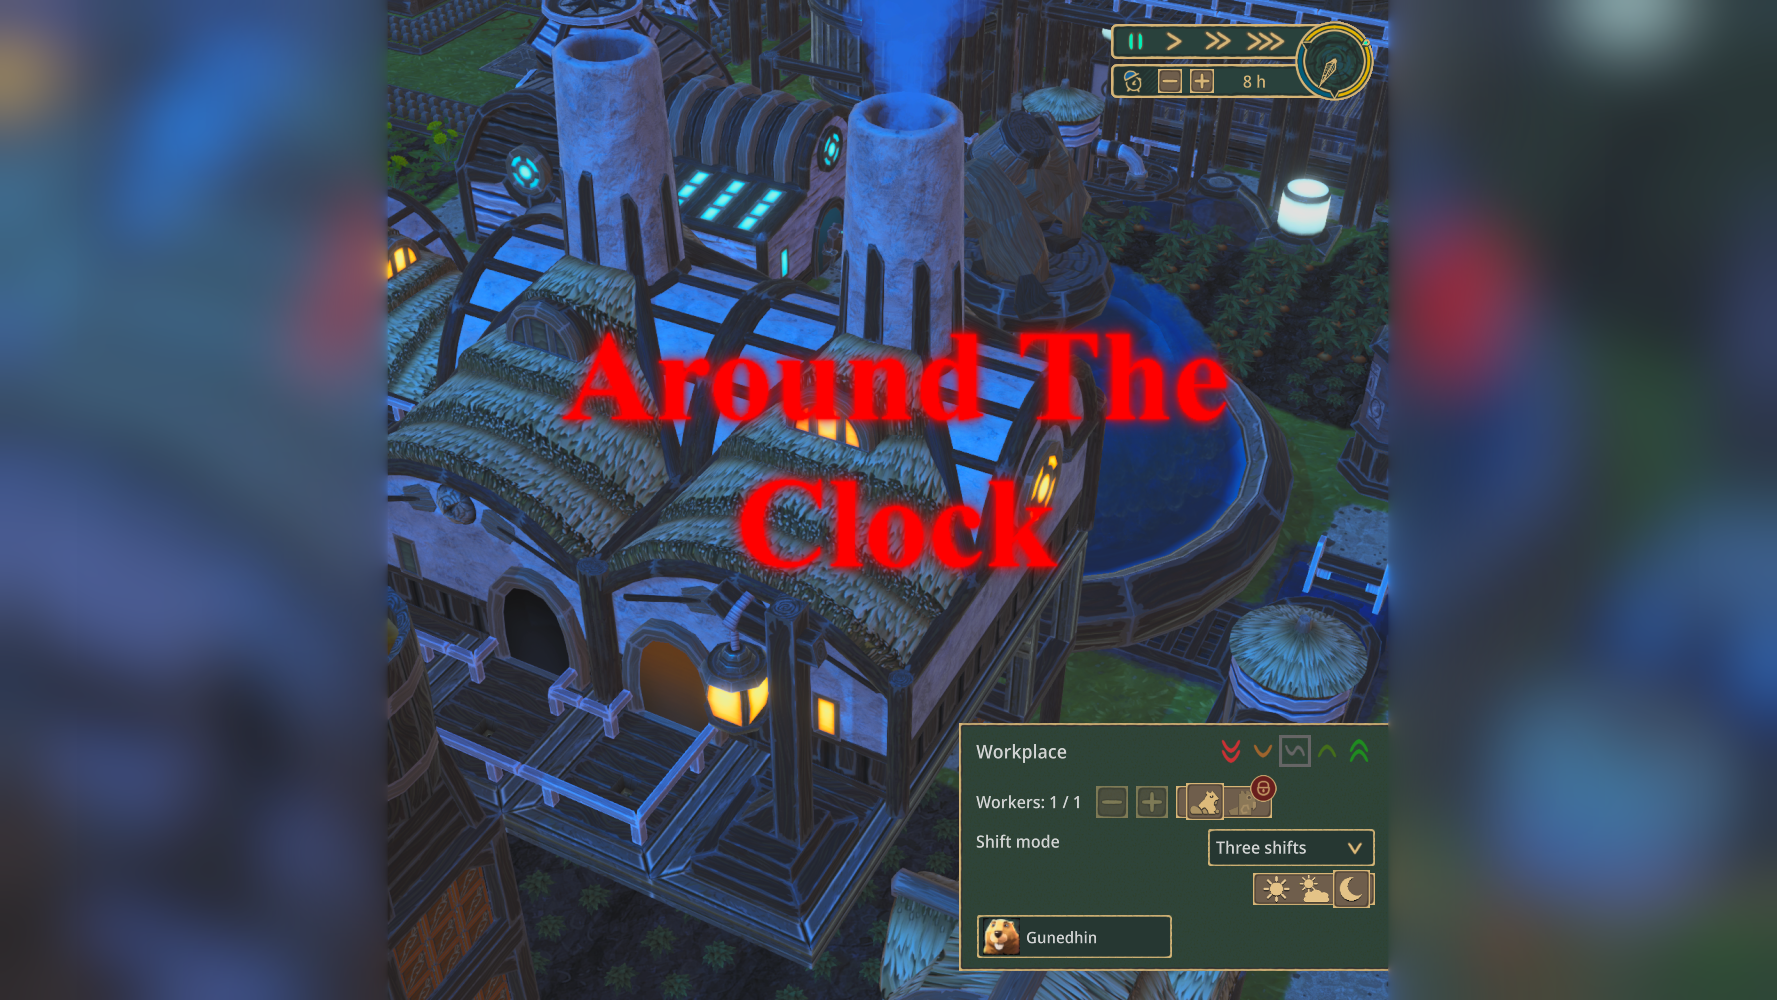 8 h
Around The
Clock
Workplace
Workers: 1 / 1
Shift mode
Three shifts
Gunedhin